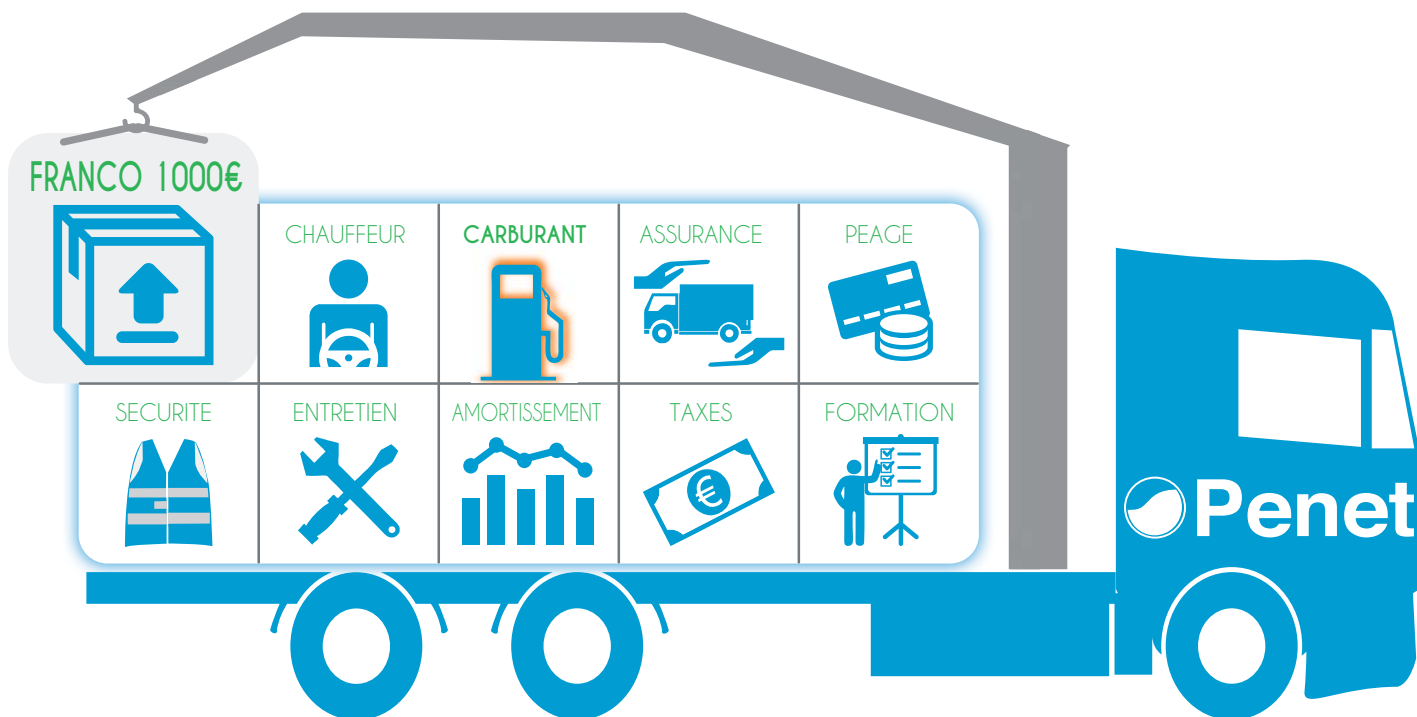 FRANCO 1000€
CHAUFFEUR
CARBURANT
ASSURANCE
PEAGE
SECURITE
ENTRETIEN
AMORTISSEMENT
TAXES
€
FORMATION
Penet